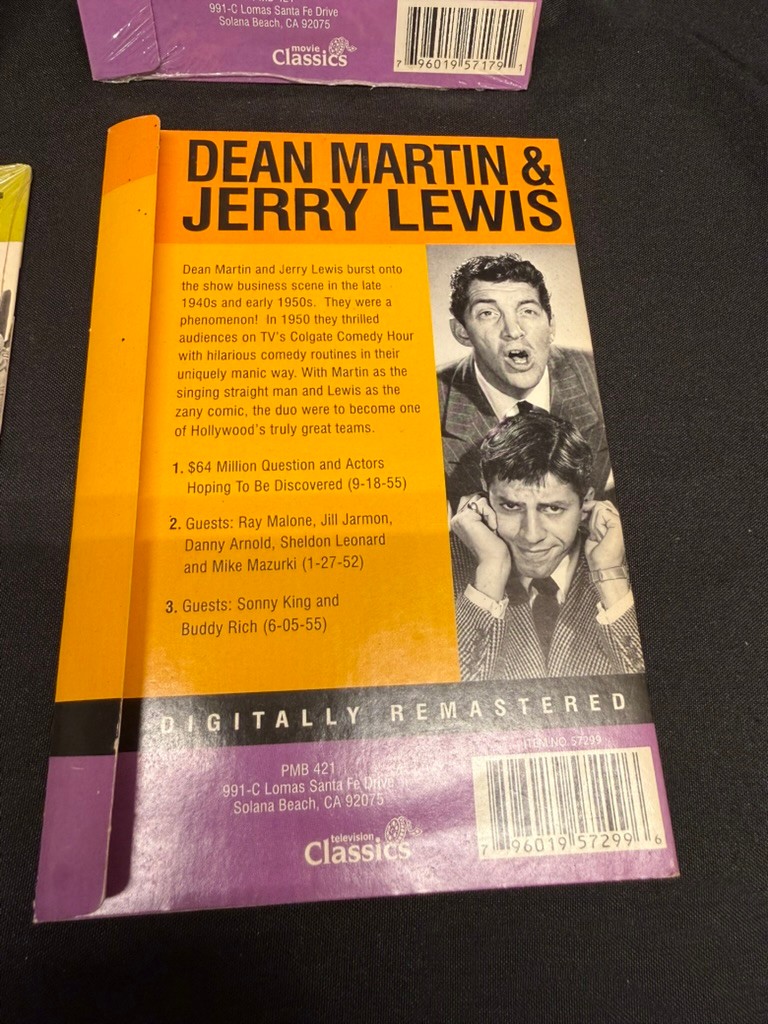 991-C Lomas Santa Fe Drive
Solana Beach, CA 92075
movie
Classics
7 96019 57179 1
DEAN MARTIN &
JERRY LEWIS
Dean Martin and Jerry Lewis burst onto
the show business scene in the late
1940s and early 1950s. They were a
phenomenon! In 1950 they thrilled
audiences on TV's Colgate Comedy Hour
with hilarious comedy routines in their
uniquely manic way. With Martin as the
singing straight man and Lewis as the
zany comic, the duo were to become one
of Hollywood's truly great teams.
1. $64 Million Question and Actors
Hoping To Be Discovered (9-18-55)
2. Guests: Ray Malone, Jill Jarmon,
Danny Arnold, Sheldon Leonard
and Mike Mazurki (1-27-52)
3. Guests: Sonny King and
Buddy Rich (6-05-55)
DIGITALLY REMASTERED
ITEM NO. 57299
PMB 421
991-C Lomas Santa Fe Drive
Solana Beach, CA 92075
television
Classics
7 96019 57299 6